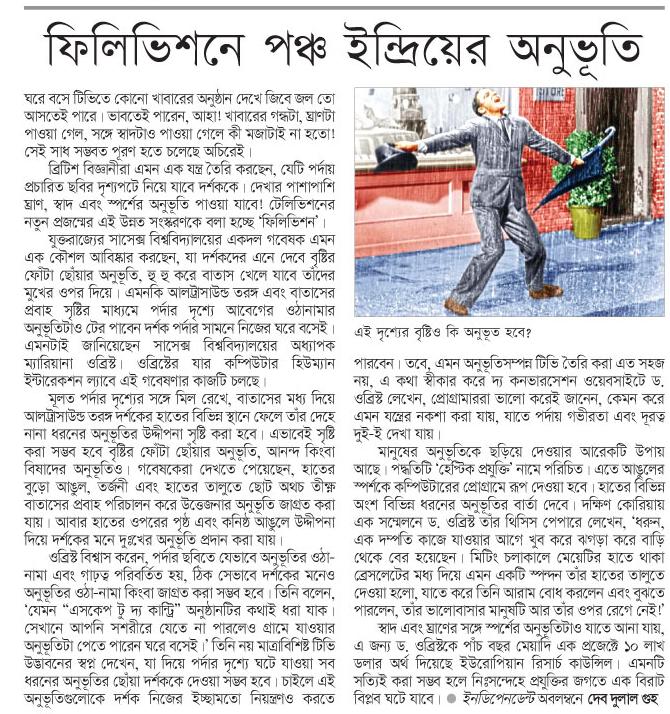 ফিলিভিশনে পঞ্চ ইন্দ্রিয়ের অনুভূতি
ঘরে বসে টিভিতে কোনো খাবারের অনুষ্ঠান দেখে জিবে জল তো
আসতেই পারে। ভাবতেই পারেন, আহা! খাবারের গন্ধটা, ঘ্রাণটা
পাওয়া গেল, সঙ্গে স্বাদটাও পাওয়া গেলে কী মজাটাই না হতো!
সেই সাধ সম্ভবত পূরণ হতে চলেছে অচিরেই।
ব্রিটিশ বিজ্ঞানীরা এমন এক যন্ত্র তৈরি করছেন, যেটি পর্দায়
প্রচারিত ছবির দৃশ্যপটে নিয়ে যাবে দর্শককে। দেখার পাশাপাশি
ঘ্রাণ, স্বাদ এবং স্পর্শের অনুভূতি পাওয়া যাবে! টেলিভিশনের
নতুন প্রজন্মের এই উন্নত সংস্করণকে বলা হচ্ছে ‘ফিলিভিশন’।
যুক্তরাজ্যের সাসেক্স বিশ্ববিদ্যালয়ের একদল গবেষক এমন
এক কৌশল আবিষ্কার করছেন, যা দর্শকদের এনে দেবে বৃষ্টির
ফোঁটা ছোঁয়ার অনুভূতি, হু হু করে বাতাস খেলে যাবে তাঁদের
মুখের ওপর দিয়ে। এমনকি আলট্রাসাউন্ড তরঙ্গ এবং বাতাসের
প্রবাহ সৃষ্টির মাধ্যমে পর্দার দৃশ্যে আবেগের ওঠানামার
অনুভূতিটাও টের পাবেন দর্শক পর্দার সামনে নিজের ঘরে বসেই।
এমনটাই জানিয়েছেন সাসেক্স বিশ্ববিদ্যালয়ের অধ্যাপক
ম্যারিয়ানা ওব্রিস্ট। ওব্রিস্টের যার কম্পিউটার হিউম্যান
ইন্টারেকশন ল্যাবে এই গবেষণার কাজটি চলছে।
মূলত পর্দার দৃশ্যের সঙ্গে মিল রেখে, বাতাসের মধ্য দিয়ে
আলট্রাসাউন্ড তরঙ্গ দর্শকের হাতের বিভিন্ন স্থানে ফেলে তাঁর দেহে
নানা ধরনের অনুভূতির উদ্দীপনা সৃষ্টি করা হবে। এভাবেই সৃষ্টি
করা সম্ভব হবে বৃষ্টির ফোঁটা ছোঁয়ার অনুভূতি, আনন্দ কিংবা
বিষাদের অনুভূতিও। গবেষকেরা দেখতে পেয়েছেন, হাতের
বুড়ো আঙুল, তর্জনী এবং হাতের তালুতে ছোট অথচ তীক্ষ্ণ
বাতাসের প্রবাহ পরিচালন করে উত্তেজনার অনুভূতি জাগ্রত করা
যায়। আবার হাতের ওপরের পৃষ্ঠ এবং কনিষ্ঠ আঙুলে উদ্দীপনা
দিয়ে দর্শকের মনে দুঃখের অনুভূতি প্রদান করা যায়।
ওব্রিস্ট বিশ্বাস করেন, পর্দার ছবিতে যেভাবে অনুভূতির ওঠা-
নামা এবং গাঢ়ত্ব পরিবর্তিত হয়, ঠিক সেভাবে দর্শকের মনেও
অনুভূতির ওঠা-নামা কিংবা জাগ্রত করা সম্ভব হবে। তিনি বলেন,
‘যেমন “এসকেপ টু দ্য কান্ট্রি” অনুষ্ঠানটির কথাই ধরা যাক।
সেখানে আপনি সশরীরে যেতে না পারলেও গ্রামে যাওয়ার
অনুভূতিটা পেতে পারেন ঘরে বসেই।’ তিনি নয় মাত্রাবিশিষ্ট টিভি
উদ্ভাবনের স্বপ্ন দেখেন, যা দিয়ে পর্দার দৃশ্যে ঘটে যাওয়া সব
ধরনের অনুভূতির ছোঁয়া দর্শককে দেওয়া সম্ভব হবে। চাইলে এই
অনুভূতিগুলোকে দর্শক নিজের ইচ্ছামতো নিয়ন্ত্রণও করতে
এই দৃশ্যের বৃষ্টিও কি অনুভূত হবে?
পারবেন। তবে, এমন অনুভূতিসম্পন্ন টিভি তৈরি করা এত সহজ
নয়, এ কথা স্বীকার করে দ্য কনভারসেশন ওয়েবসাইটে ড.
ওব্রিস্ট লেখেন, প্রোগ্রামাররা ভালো করেই জানেন, কেমন করে
এমন যন্ত্রের নকশা করা যায়, যাতে পর্দায় গভীরতা এবং দূরত্ব
দুই-ই দেখা যায়।
মানুষের অনুভূতিকে ছড়িয়ে দেওয়ার আরেকটি উপায়
আছে। পদ্ধতিটি ‘হেপ্টিক প্রযুক্তি’ নামে পরিচিত। এতে আঙুলের
স্পর্শকে কম্পিউটারের প্রোগ্রামে রূপ দেওয়া হবে। হাতের বিভিন্ন
অংশ বিভিন্ন ধরনের অনুভূতির বার্তা দেবে। দক্ষিণ কোরিয়ায়
এক সম্মেলনে ড. ওব্রিস্ট তাঁর থিসিস পেপারে লেখেন, ‘ধরুন,
এক দম্পতি কাজে যাওয়ার আগে খুব করে ঝগড়া করে বাড়ি
থেকে বের হয়েছেন। মিটিং চলাকালে মেয়েটির হাতে থাকা
ব্রেসলেটের মধ্য দিয়ে এমন একটি স্পন্দন তাঁর হাতের তালুতে
দেওয়া হলো, যাতে করে তিনি আরাম বোধ করলেন এবং বুঝতে
পারলেন, তাঁর ভালোবাসার মানুষটি আর তাঁর ওপর রেগে নেই!’
স্বাদ এবং ঘ্রাণের সঙ্গে স্পর্শের অনুভূতিটাও যাতে আনা যায়,
এ জন্য ড. ওব্রিস্টকে পাঁচ বছর মেয়াদি এক প্রজেক্টে ১০ লাখ
ডলার অর্থ দিয়েছে ইউরোপিয়ান রিসার্চ কাউন্সিল। এমনটি
সত্যিই করা সম্ভব হলে নিঃসন্দেহে প্রযুক্তির জগতে এক বিরাট
বিপ্লব ঘটে যাবে। ● ইনডিপেনডেন্ট অবলম্বনে দেব দুলাল গুহ